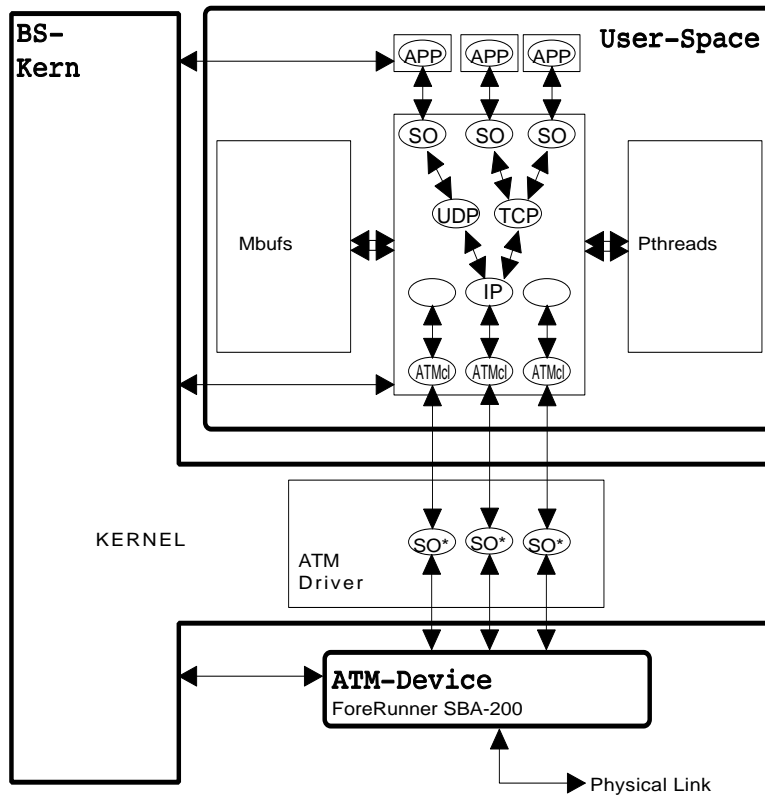 BS-
Kern
User-Space
APP APP APP
SO SO SO
UDP TCP
Mbufs
Pthreads
IP
ATMcl ATMcl ATMcl
KERNEL
SO* SO* SO*
ATM
Driver
ATM-Device
ForeRunner SBA-200
Physical Link